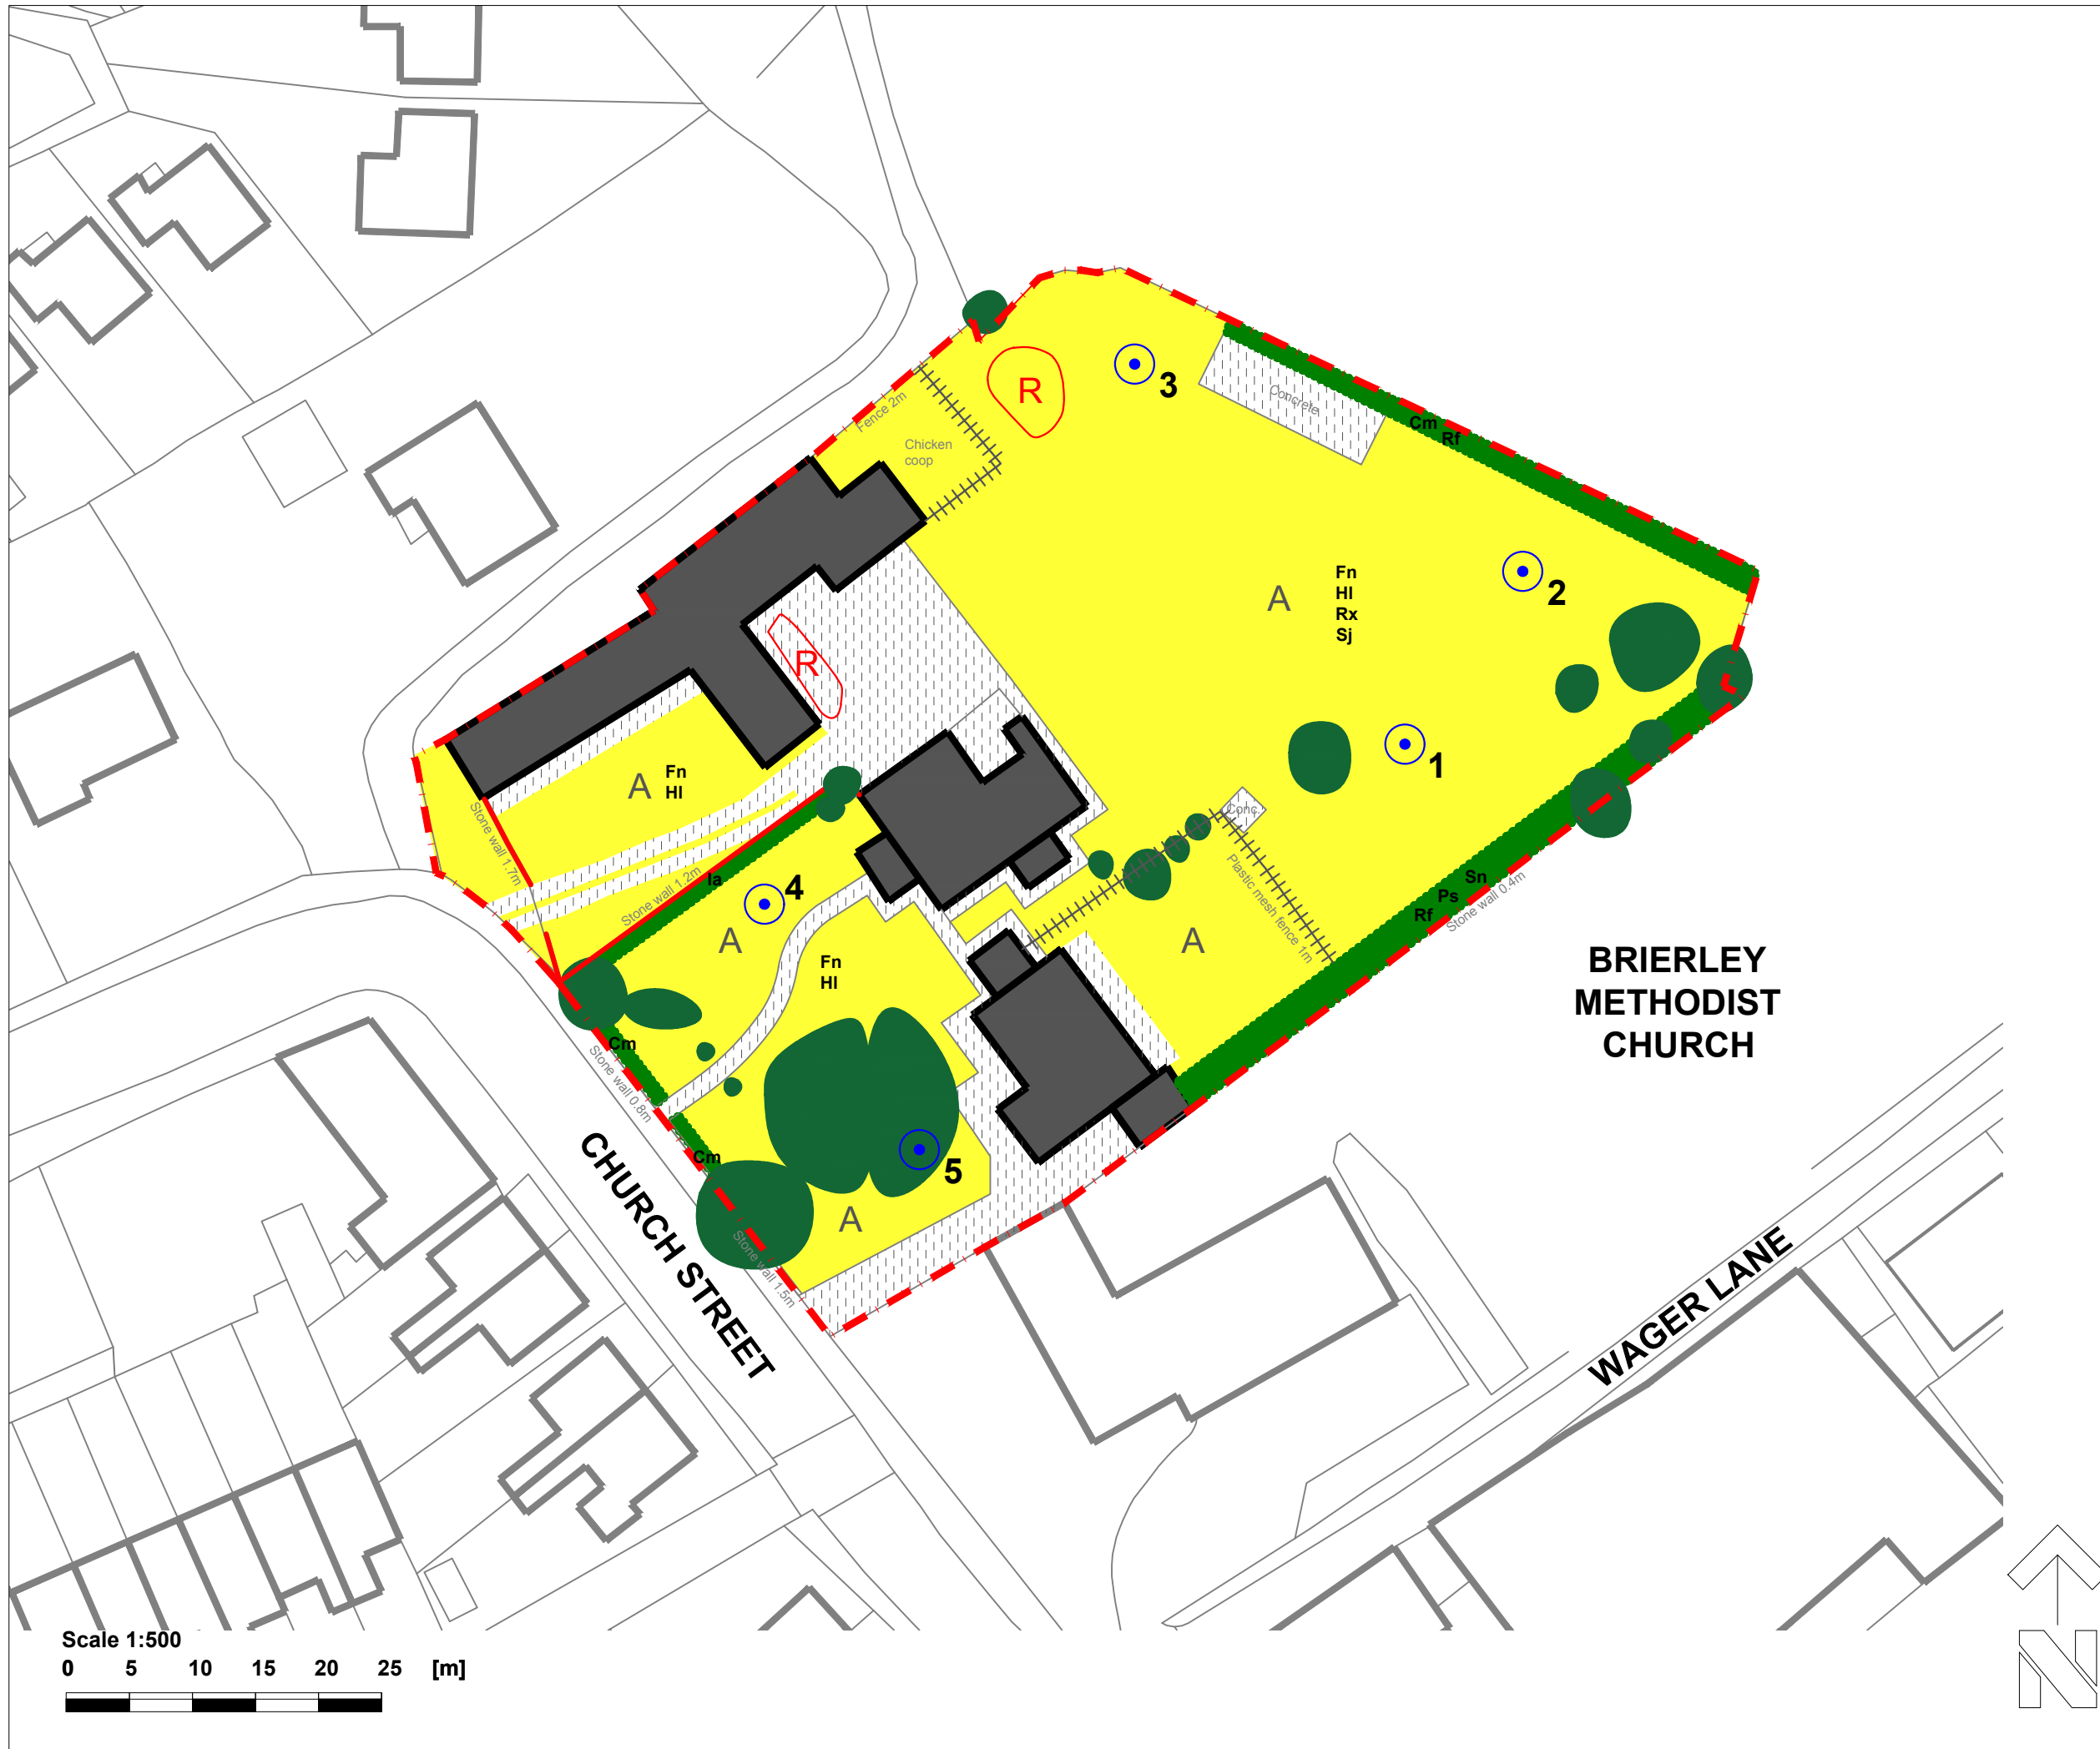 3
R
Fence 2m
Chicken
coop
Concrete
Cm
Rf
Fn
Hl
Rx
Sj
A
2
R
1
A
Fn
Hl
Stone wall 1.7m
Conc.
Ia
4
Stone wall 1.2m
Plastic mesh fence 1m
Sn
Ps
Rf
Stone wall 0.4m
A
A
Fn
Hl
BRIERLEY
METHODIST
CHURCH
Cm
Stone wall 0.8m
Cm
5
A
Stone wall 1.5m
CHURCH STREET
WAGER LANE
Scale 1:500
0 5 10 15 20 25 [m]
N